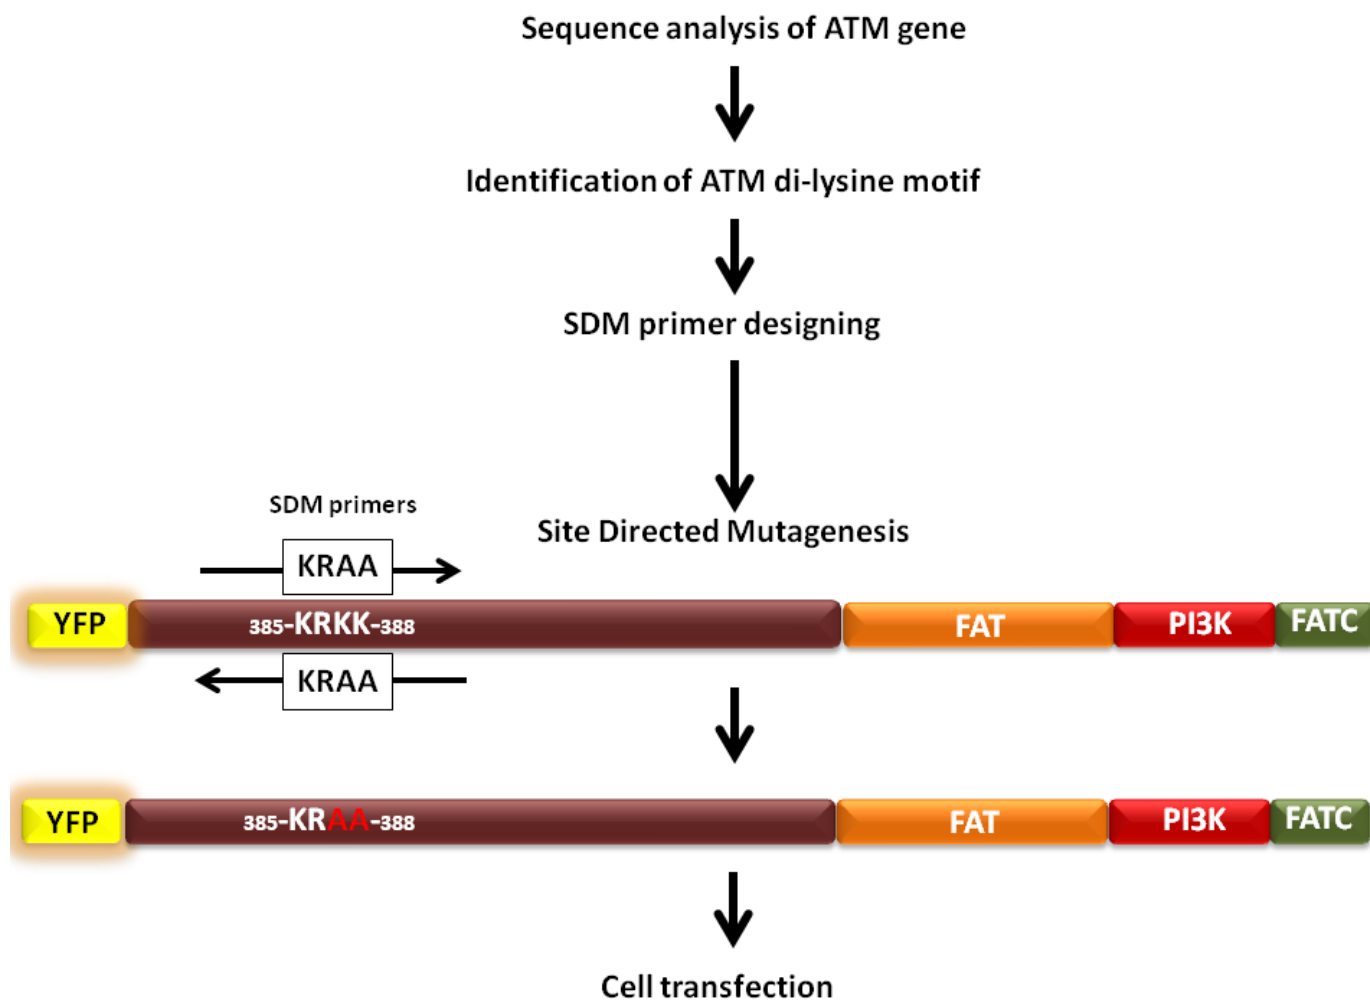 Sequence analysis of ATM gene
Identification of ATM di-lysine motif
SDM primer designing
SDM primers
Site Directed Mutagenesis
KRAA
YFP 385-KRKK-388 FAT PI3K FATC
KRAA
YFP 385-KRAA-388 FAT PI3K FATC
Cell transfection